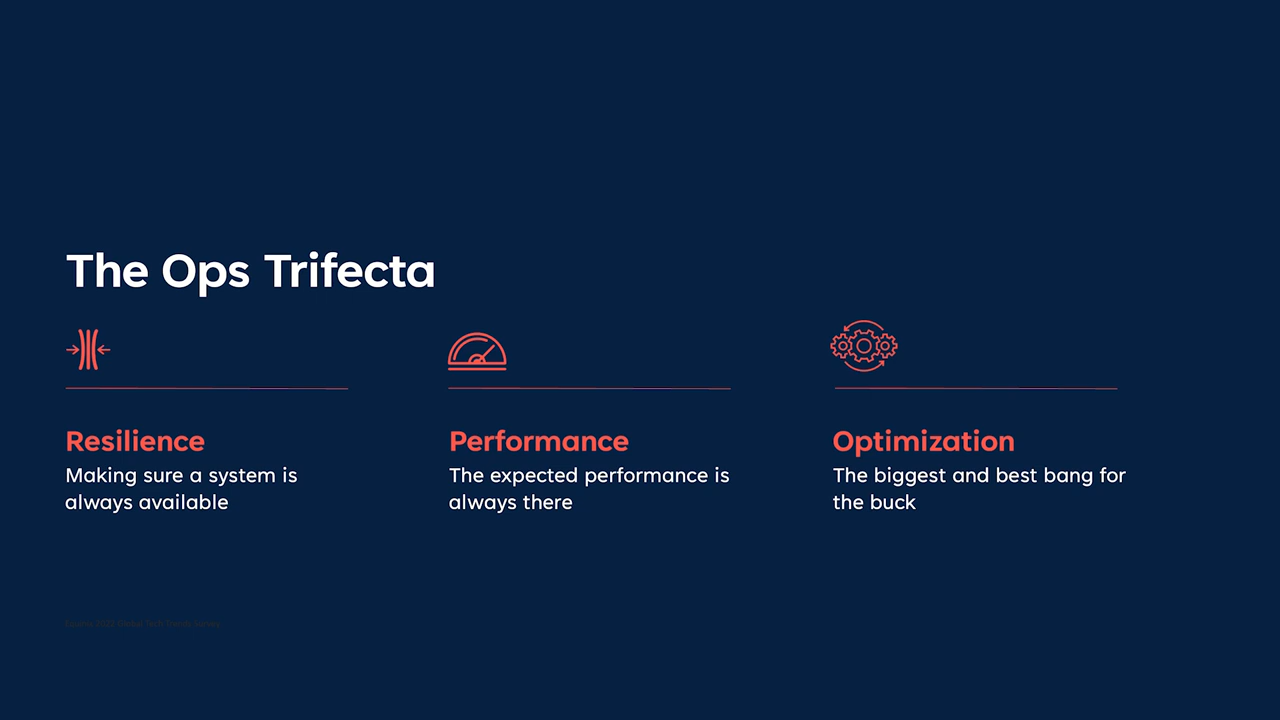 The Ops Trifecta
Resilience
Making sure a system is
always available
Performance
The expected performance is
always there
Optimization
The biggest and best bang for
the buck